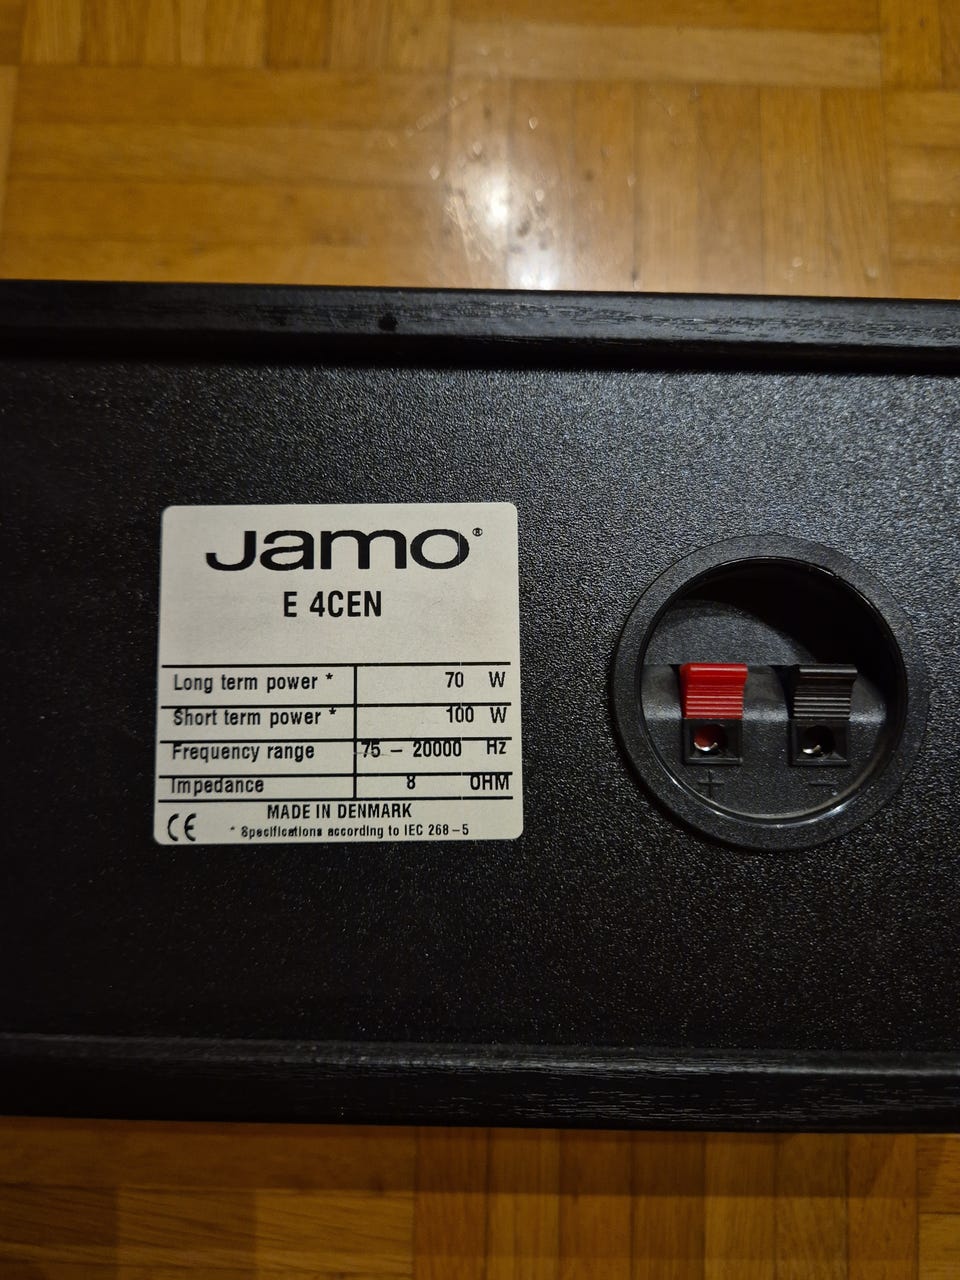 Jamo®
E 4CEN
Long term power * 70 W
Short term power * 100 W
Frequency range 75 – 20000 Hz
Impedance 8 OHM
MADE IN DENMARK
CE * Specifications according to IEC 268–5
+ −